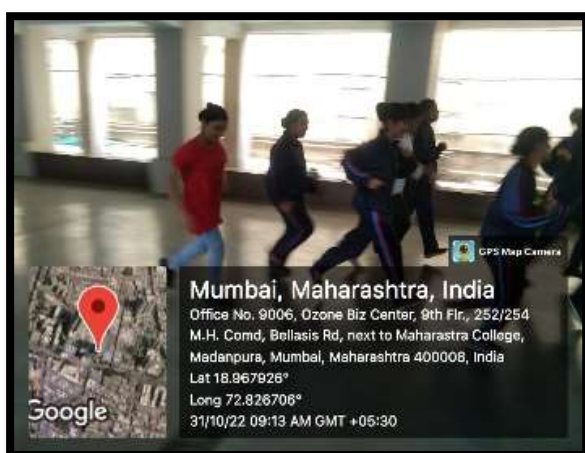 GPS Map Camera
Mumbai, Maharashtra, India
Office No. 9006, Ozone Biz Center, 9th Flr., 252/254
M.H. Comd, Bellasis Rd, next to Maharastra College,
Madanpura, Mumbai, Maharashtra 400008, India
Lat 18.967926°
Long 72.826706°
31/10/22 09:13 AM GMT +05:30
Google